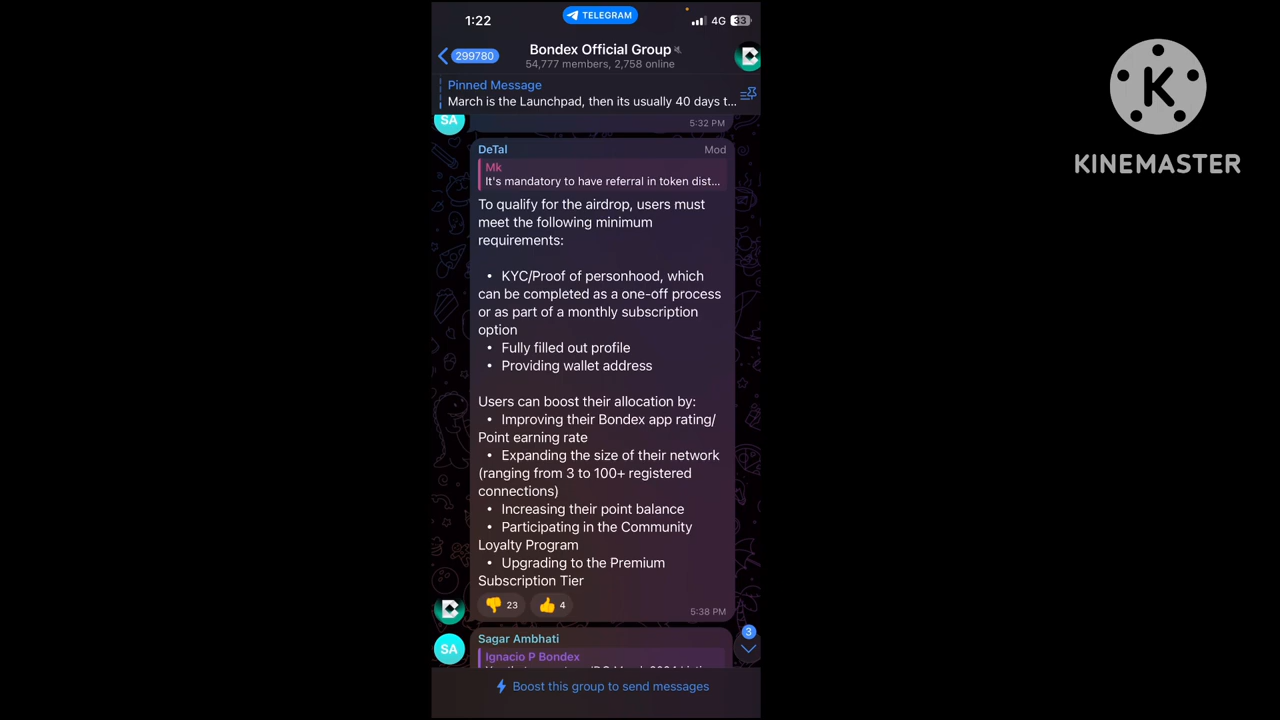 1:22
TELEGRAM
4G
33
299780
Bondex Official Group
54,777 members, 2,758 online
Pinned Message
March is the Launchpad, then its usually 40 days t...
SA
5:32 PM
DeTal
Mod
Mk
It's mandatory to have referral in token dist...
To qualify for the airdrop, users must
meet the following minimum
requirements:
• KYC/Proof of personhood, which
can be completed as a one-off process
or as part of a monthly subscription
option
• Fully filled out profile
• Providing wallet address
Users can boost their allocation by:
• Improving their Bondex app rating/
Point earning rate
• Expanding the size of their network
(ranging from 3 to 100+ registered
connections)
• Increasing their point balance
• Participating in the Community
Loyalty Program
• Upgrading to the Premium
Subscription Tier
👎 23
👍 4
5:38 PM
3
Sagar Ambhati
SA
Ignacio P Bondex
Boost this group to send messages
K
KINEMASTER